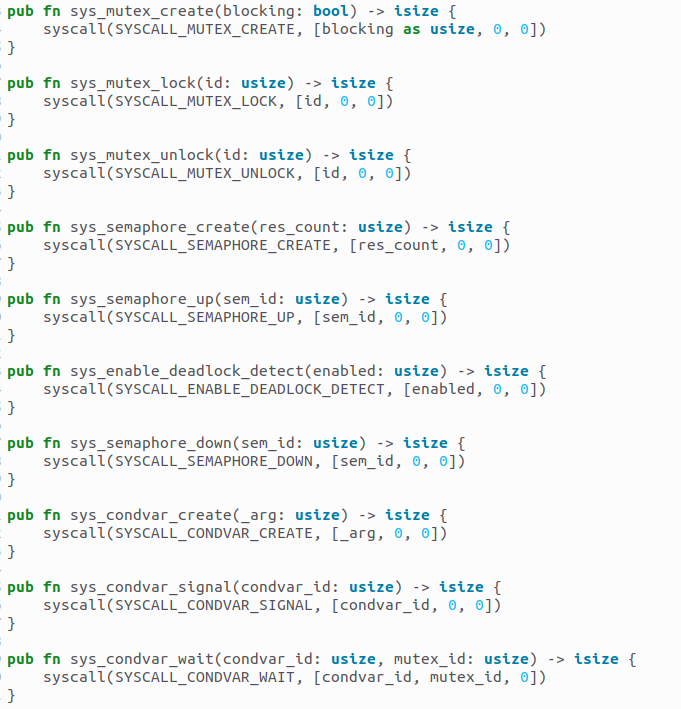 pub fn sys_mutex_create(blocking: bool) -> isize {
    syscall(SYSCALL_MUTEX_CREATE, [blocking as usize, 0, 0])
}

pub fn sys_mutex_lock(id: usize) -> isize {
    syscall(SYSCALL_MUTEX_LOCK, [id, 0, 0])
}

pub fn sys_mutex_unlock(id: usize) -> isize {
    syscall(SYSCALL_MUTEX_UNLOCK, [id, 0, 0])
}

pub fn sys_semaphore_create(res_count: usize) -> isize {
    syscall(SYSCALL_SEMAPHORE_CREATE, [res_count, 0, 0])
}

pub fn sys_semaphore_up(sem_id: usize) -> isize {
    syscall(SYSCALL_SEMAPHORE_UP, [sem_id, 0, 0])
}

pub fn sys_enable_deadlock_detect(enabled: usize) -> isize {
    syscall(SYSCALL_ENABLE_DEADLOCK_DETECT, [enabled, 0, 0])
}

pub fn sys_semaphore_down(sem_id: usize) -> isize {
    syscall(SYSCALL_SEMAPHORE_DOWN, [sem_id, 0, 0])
}

pub fn sys_condvar_create(_arg: usize) -> isize {
    syscall(SYSCALL_CONDVAR_CREATE, [_arg, 0, 0])
}

pub fn sys_condvar_signal(condvar_id: usize) -> isize {
    syscall(SYSCALL_CONDVAR_SIGNAL, [condvar_id, 0, 0])
}

pub fn sys_condvar_wait(condvar_id: usize, mutex_id: usize) -> isize {
    syscall(SYSCALL_CONDVAR_WAIT, [condvar_id, mutex_id, 0])
}